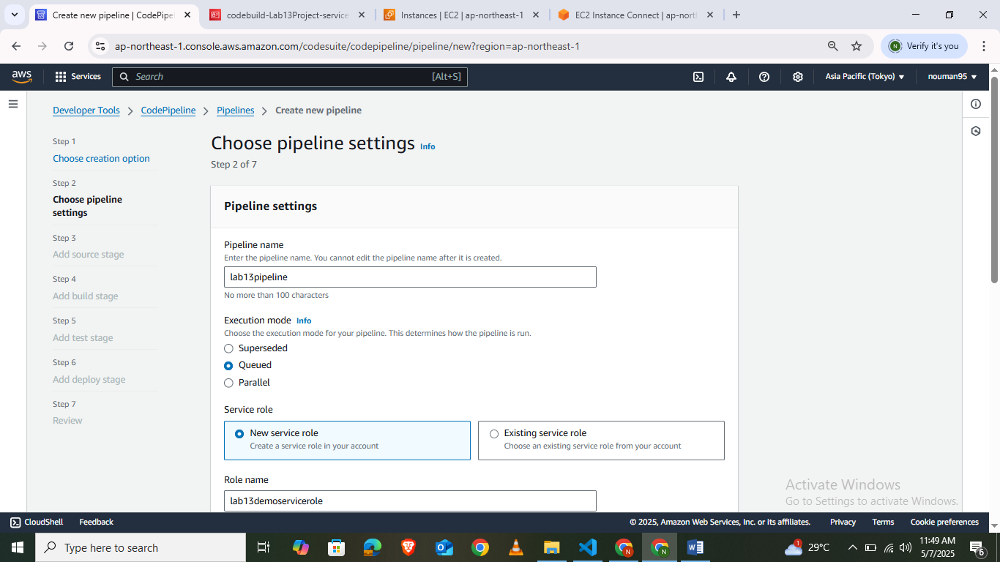 Create new pipeline | CodePipel
codebuild-Lab13Project-service
Instances | EC2 | ap-northeast-1
EC2 Instance Connect | ap-nort
ap-northeast-1.console.aws.amazon.com/codesuite/codepipeline/pipeline/new?region=ap-northeast-1
N
Verify it's you
aws
Services
Search
[Alt+S]
Asia Pacific (Tokyo)
nouman95
Developer Tools
CodePipeline
Pipelines
Create new pipeline
Step 1
Choose creation option
Step 2
Choose pipeline
settings
Step 3
Add source stage
Step 4
Add build stage
Step 5
Add test stage
Step 6
Add deploy stage
Step 7
Review
Choose pipeline settings Info
Step 2 of 7
Pipeline settings
Pipeline name
Enter the pipeline name. You cannot edit the pipeline name after it is created.
lab13pipeline
No more than 100 characters
Execution mode Info
Choose the execution mode for your pipeline. This determines how the pipeline is run.
Superseded
Queued
Parallel
Service role
New service role
Create a service role in your account
Existing service role
Choose an existing service role from your account
Role name
lab13demoservicerole
Activate Windows
Go to Settings to activate Windows.
CloudShell
Feedback
© 2025, Amazon Web Services, Inc. or its affiliates.
Privacy
Terms
Cookie preferences
Type here to search
N
N
W
1
29°C
11:49 AM
5/7/2025
6